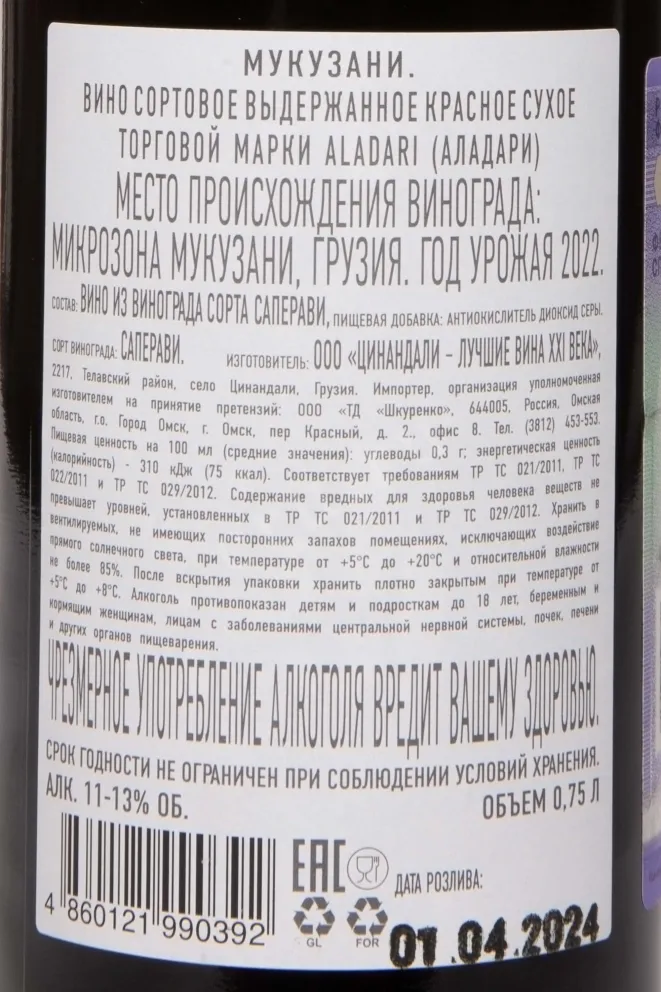 МУКУЗАНИ.
ВИНО СОРТОВОЕ ВЫДЕРЖАННОЕ КРАСНОЕ СУХОЕ
ТОРГОВОЙ МАРКИ ALADARI (АЛАДАРИ)
МЕСТО ПРОИСХОЖДЕНИЯ ВИНОГРАДА:
МИКРОЗОНА МУКУЗАНИ, ГРУЗИЯ. ГОД УРОЖАЯ 2022.
СОСТАВ: ВИНО ИЗ ВИНОГРАДА СОРТА САПЕРАВИ, ПИЩЕВАЯ ДОБАВКА: АНТИОКИСЛИТЕЛЬ ДИОКСИД СЕРЫ.
СОРТ ВИНОГРАДА: САПЕРАВИ. ИЗГОТОВИТЕЛЬ: ООО «ЦИНАНДАЛИ – ЛУЧШИЕ ВИНА XXI ВЕКА»,
2217, Телавский район, село Цинандали, Грузия. Импортер, организация уполномоченная
изготовителем на принятие претензий: ООО «ТД «Шкуренко», 644005, Россия, Омская
область, г.о. Город Омск, г. Омск, пер Красный, д. 2., офис 8. Тел. (3812) 453-553.
Пищевая ценность на 100 мл (средние значения): углеводы 0,3 г; энергетическая ценность
(калорийность) - 310 кДж (75 ккал). Соответствует требованиям ТР ТС 021/2011, ТР ТС
022/2011 и ТР ТС 029/2012. Содержание вредных для здоровья человека веществ не
превышает уровней, установленных в ТР ТС 021/2011 и ТР ТС 029/2012. Хранить в
вентилируемых, не имеющих посторонних запахов помещениях, исключающих воздействие
прямого солнечного света, при температуре от +5°С до +20°С и относительной влажности
не более 85%. После вскрытия упаковки хранить плотно закрытым при температуре от
+5°С до +8°С. Алкоголь противопоказан детям и подросткам до 18 лет, беременным и
кормящим женщинам, лицам с заболеваниями центральной нервной системы, почек, печени
и других органов пищеварения.
ЧРЕЗМЕРНОЕ УПОТРЕБЛЕНИЕ АЛКОГОЛЯ ВРЕДИТ ВАШЕМУ ЗДОРОВЬЮ.
СРОК ГОДНОСТИ НЕ ОГРАНИЧЕН ПРИ СОБЛЮДЕНИИ УСЛОВИЙ ХРАНЕНИЯ.
АЛК. 11-13% ОБ. ОБЪЕМ 0,75 Л
EAC ДАТА РОЗЛИВА:
GL FOR
01.04.2024
4 860121 990392